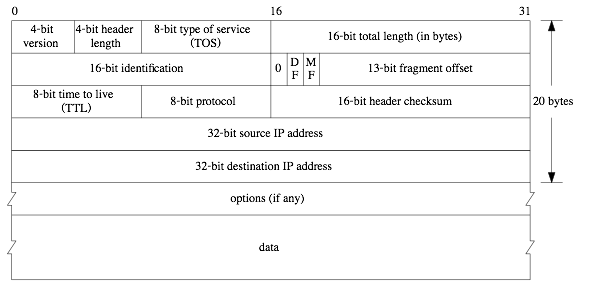 0 16 31
4-bit version 4-bit header length 8-bit type of service (TOS) 16-bit total length (in bytes)
16-bit identification 0 DF MF 13-bit fragment offset
8-bit time to live (TTL) 8-bit protocol 16-bit header checksum 20 bytes
32-bit source IP address
32-bit destination IP address
options (if any)
data